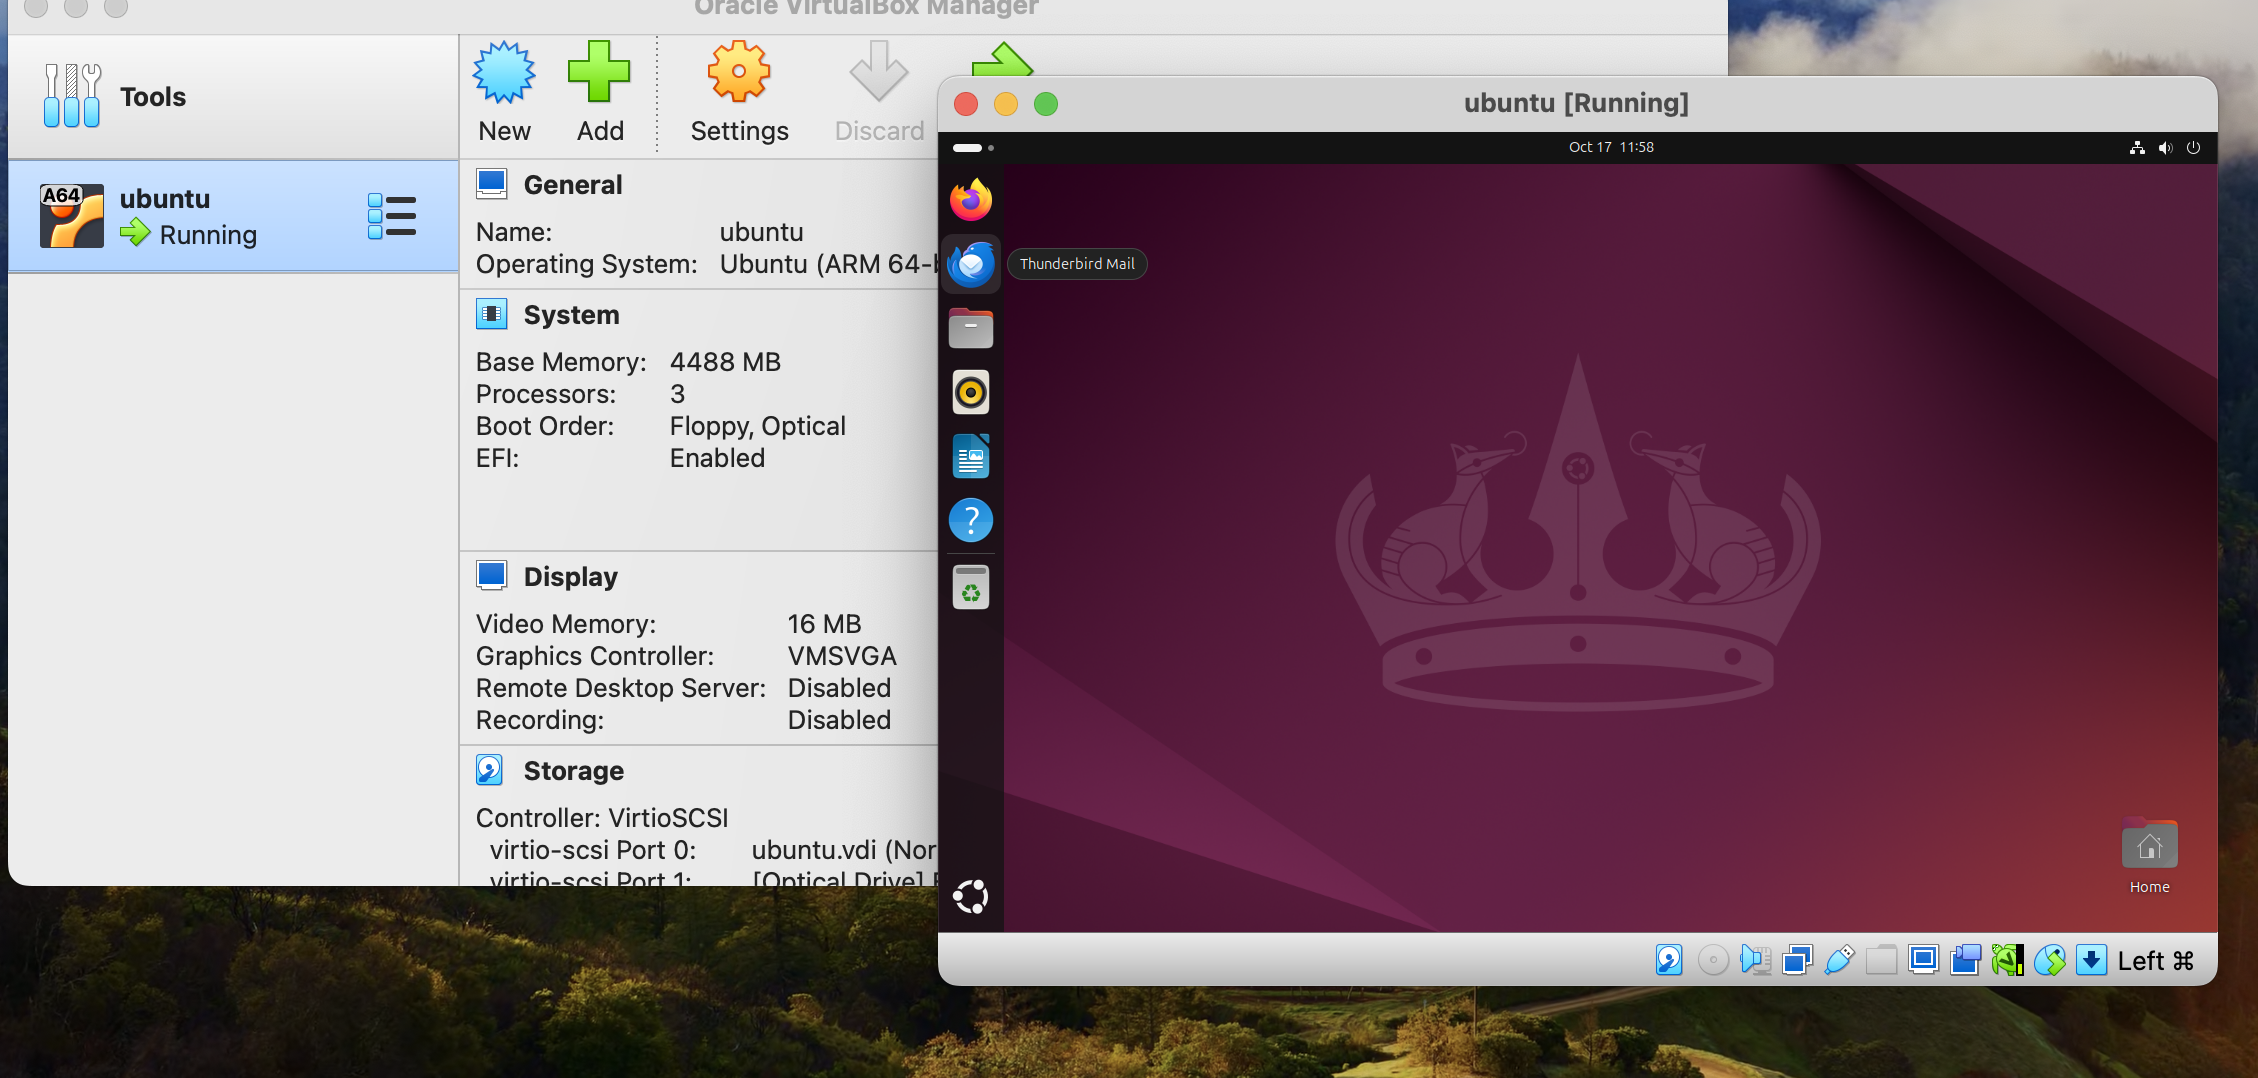 Oracle VirtualBox Manager
Tools
New
Add
Settings
Discard
A64
ubuntu
Running
General
Name: ubuntu
Operating System: Ubuntu (ARM 64-
System
Base Memory: 4488 MB
Processors: 3
Boot Order: Floppy, Optical
EFI: Enabled
Display
Video Memory: 16 MB
Graphics Controller: VMSVGA
Remote Desktop Server: Disabled
Recording: Disabled
Storage
Controller: VirtioSCSI
virtio-scsi Port 0: ubuntu.vdi (Nor
virtio-scsi Port 1: [Optical Drive]
ubuntu [Running]
Oct 17 11:58
Thunderbird Mail
?
Home
Left ⌘